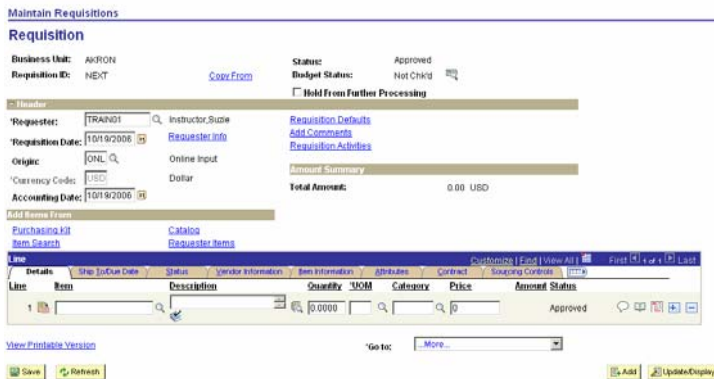 Maintain Requisitions
Requisition
Business Unit: AKRON Status: Approved
Requisition ID: NEXT Copy From Budget Status: Not Chk'd
Hold From Further Processing
Header
*Requester: TRAIN01 Instructor,Suzie Requisition Defaults
*Requisition Date: 10/19/2006 Requester Info Add Comments
Requisition Activities
Origin: ONL Online Input
Amount Summary
*Currency Code: USD Dollar Total Amount: 0.00 USD
Accounting Date: 10/19/2006
Add Items From
Purchasing Kit Catalog
Item Search Requester Items
Line Customize | Find | View All | First 1 of 1 Last
Details Ship To/Due Date Status Vendor Information Item Information Attributes Contract Sourcing Controls
Line Item Description Quantity *UOM Category Price Amount Status
1 0.0000 0 Approved
View Printable Version *Go to: ...More...
Save Refresh Add Update/Display